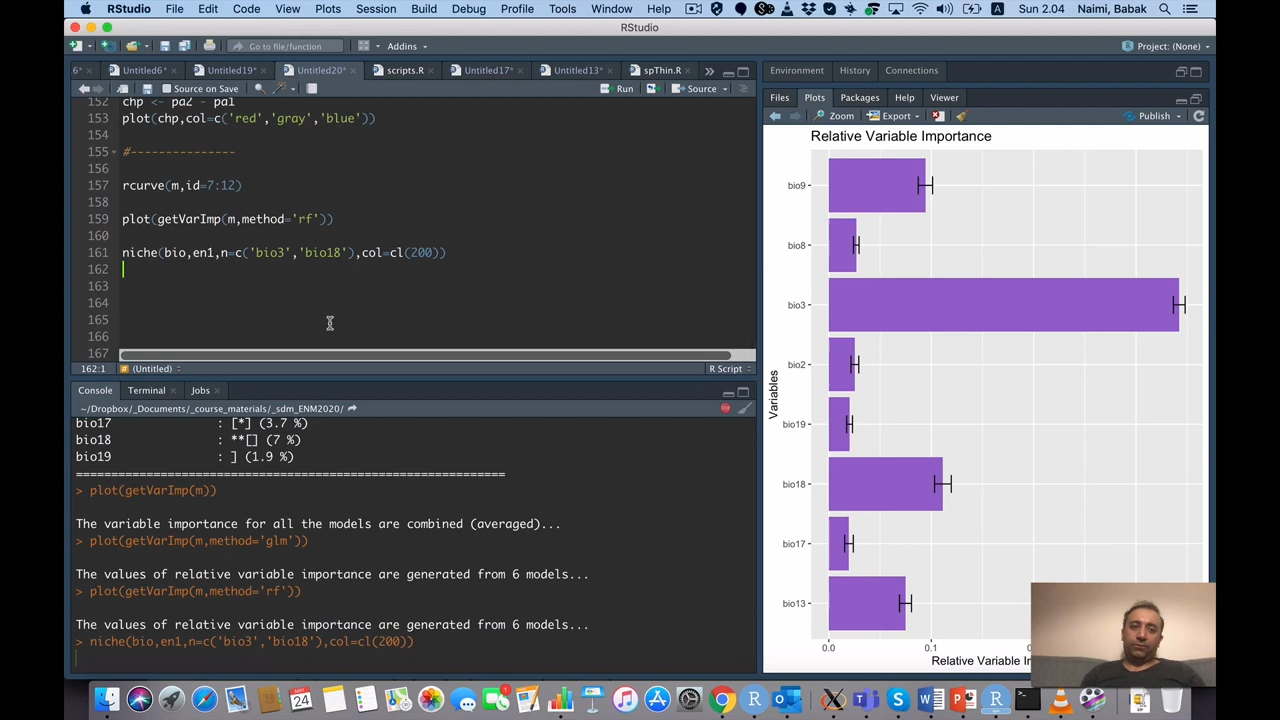 RStudio File Edit Code View Plots Session Build Debug Profile Tools Window Help Sun 2.04 Naimi, Babak
RStudio
Go to file/function Addins Project: (None)
6* Untitled6* Untitled19* Untitled20* scripts.R Untitled17* Untitled13* spThin.R
Source on Save Run Source
152 chp <- pa2 - pa1
153 plot(chp,col=c('red','gray','blue'))
154
155 #---------------
156
157 rcurve(m,id=7:12)
158
159 plot(getVarImp(m,method='rf'))
160
161 niche(bio,en1,n=c('bio3','bio18'),col=cl(200))
162
163
164
165
166
167
162:1 (Untitled) R Script
Console Terminal Jobs
~/Dropbox/_Documents/_course_materials/_sdm_ENM2020/
bio17 : [*] (3.7 %)
bio18 : **[] (7 %)
bio19 : ] (1.9 %)
=============================================================
> plot(getVarImp(m))
The variable importance for all the models are combined (averaged)...
> plot(getVarImp(m,method='glm'))
The values of relative variable importance are generated from 6 models...
> plot(getVarImp(m,method='rf'))
The values of relative variable importance are generated from 6 models...
> niche(bio,en1,n=c('bio3','bio18'),col=cl(200))
Environment History Connections
Files Plots Packages Help Viewer
Zoom Export Publish
Relative Variable Importance
bio9
bio8
bio3
bio2
bio19
bio18
bio17
bio13
Variables
0.0 0.1
Relative Variable
MAY
24
1